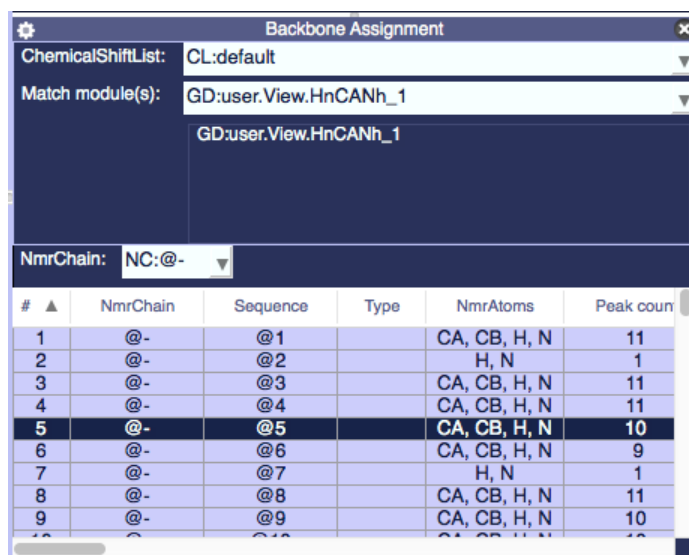 Backbone Assignment
ChemicalShiftList: CL:default
Match module(s): GD:user.View.HnCANh_1
GD:user.View.HnCANh_1
NmrChain: NC:@-
# NmrChain Sequence Type NmrAtoms Peak coun
1 @- @1 CA, CB, H, N 11
2 @- @2 H, N 1
3 @- @3 CA, CB, H, N 11
4 @- @4 CA, CB, H, N 11
5 @- @5 CA, CB, H, N 10
6 @- @6 CA, CB, H, N 9
7 @- @7 H, N 1
8 @- @8 CA, CB, H, N 11
9 @- @9 CA, CB, H, N 10